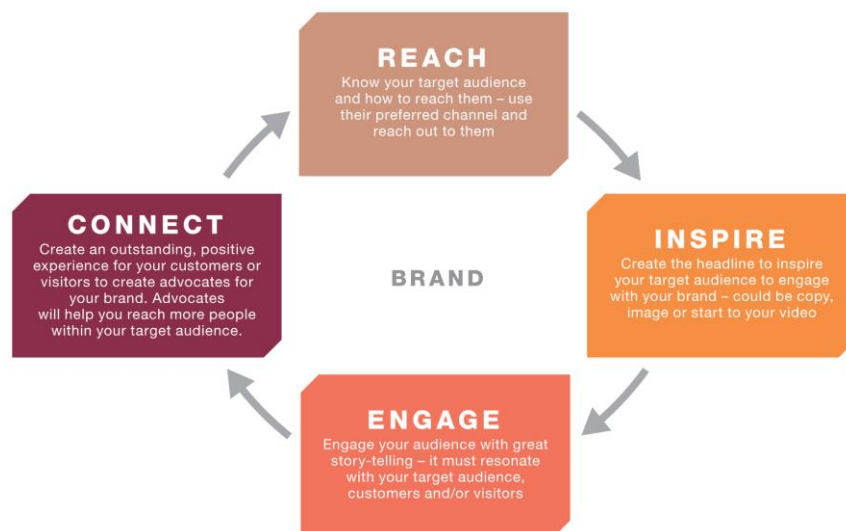 REACH
Know your target audience
and how to reach them – use
their preferred channel and
reach out to them
CONNECT
Create an outstanding, positive
experience for your customers or
visitors to create advocates for
your brand. Advocates
will help you reach more people
within your target audience.
BRAND
INSPIRE
Create the headline to inspire
your target audience to engage
with your brand – could be copy,
image or start to your video
ENGAGE
Engage your audience with great
story-telling – it must resonate
with your target audience,
customers and/or visitors